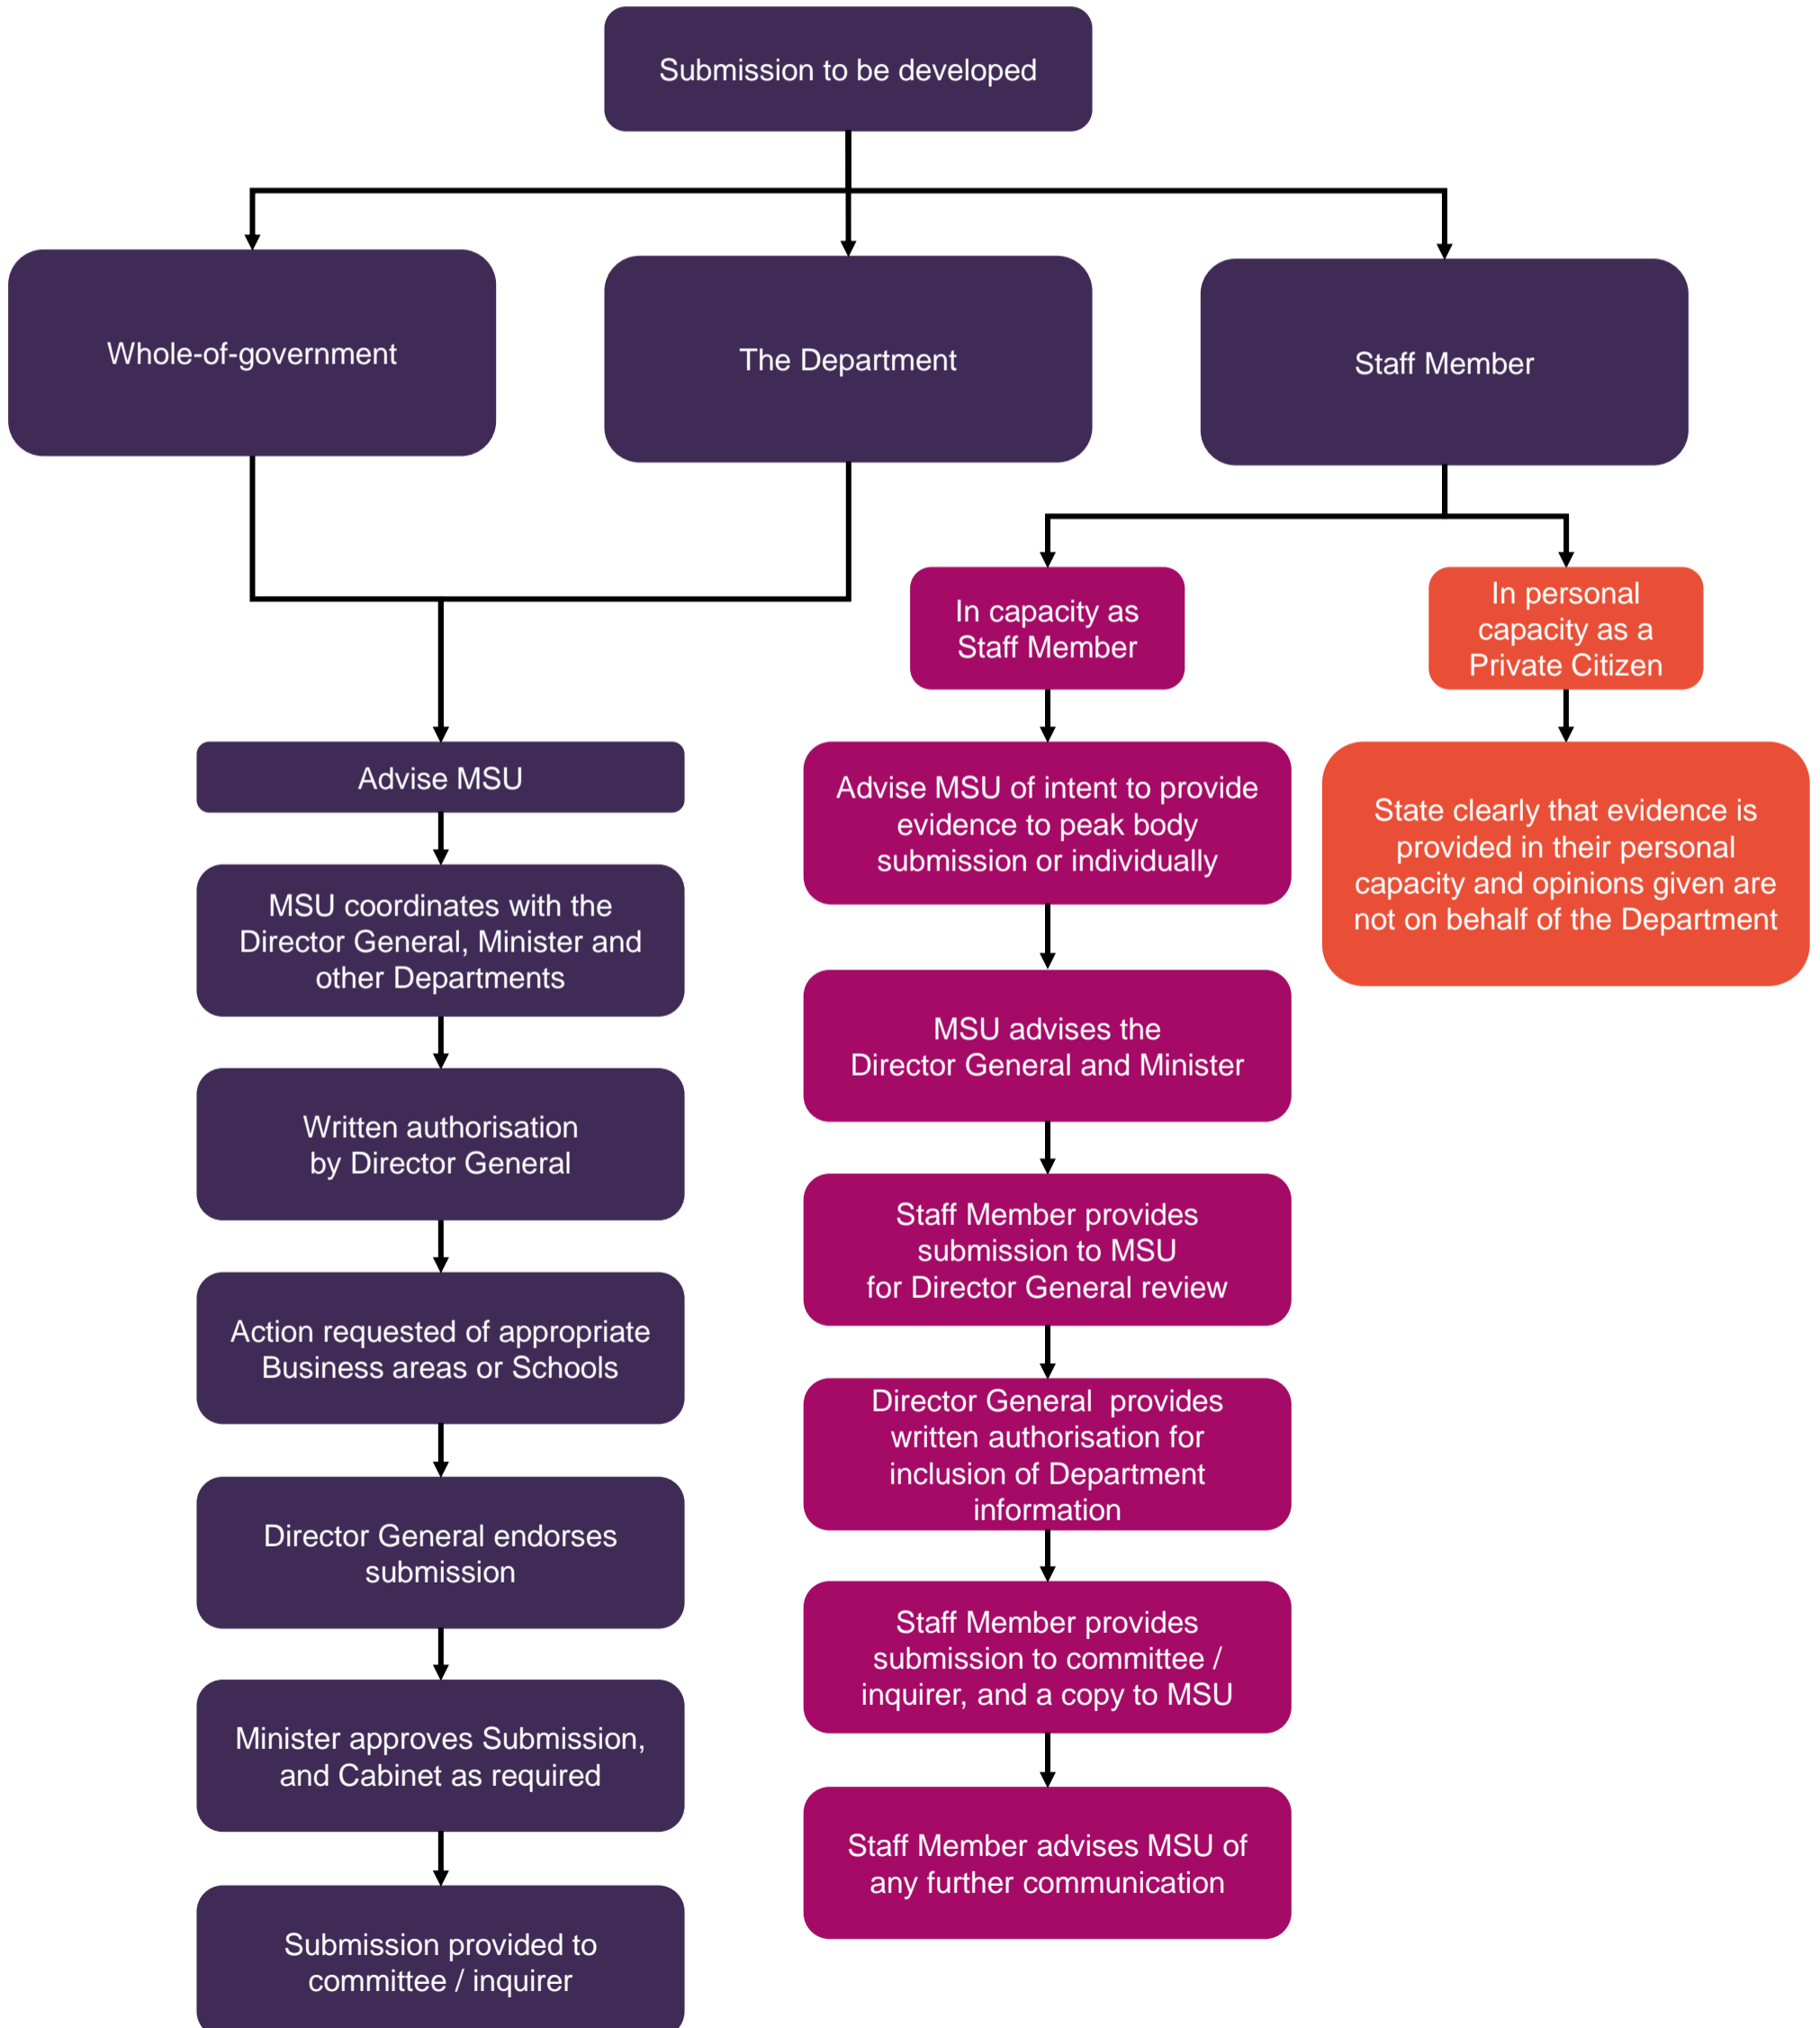 Submission to be developed
Whole-of-government
The Department
Staff Member
In capacity as
Staff Member
In personal
capacity as a
Private Citizen
Advise MSU
MSU coordinates with the
Director General, Minister and
other Departments
Written authorisation
by Director General
Action requested of appropriate
Business areas or Schools
Director General endorses
submission
Minister approves Submission,
and Cabinet as required
Submission provided to
committee / inquirer
Advise MSU of intent to provide
evidence to peak body
submission or individually
MSU advises the
Director General and Minister
Staff Member provides
submission to MSU
for Director General review
Director General  provides
written authorisation for
inclusion of Department
information
Staff Member provides
submission to committee /
inquirer, and a copy to MSU
Staff Member advises MSU of
any further communication
State clearly that evidence is
provided in their personal
capacity and opinions given are
not on behalf of the Department